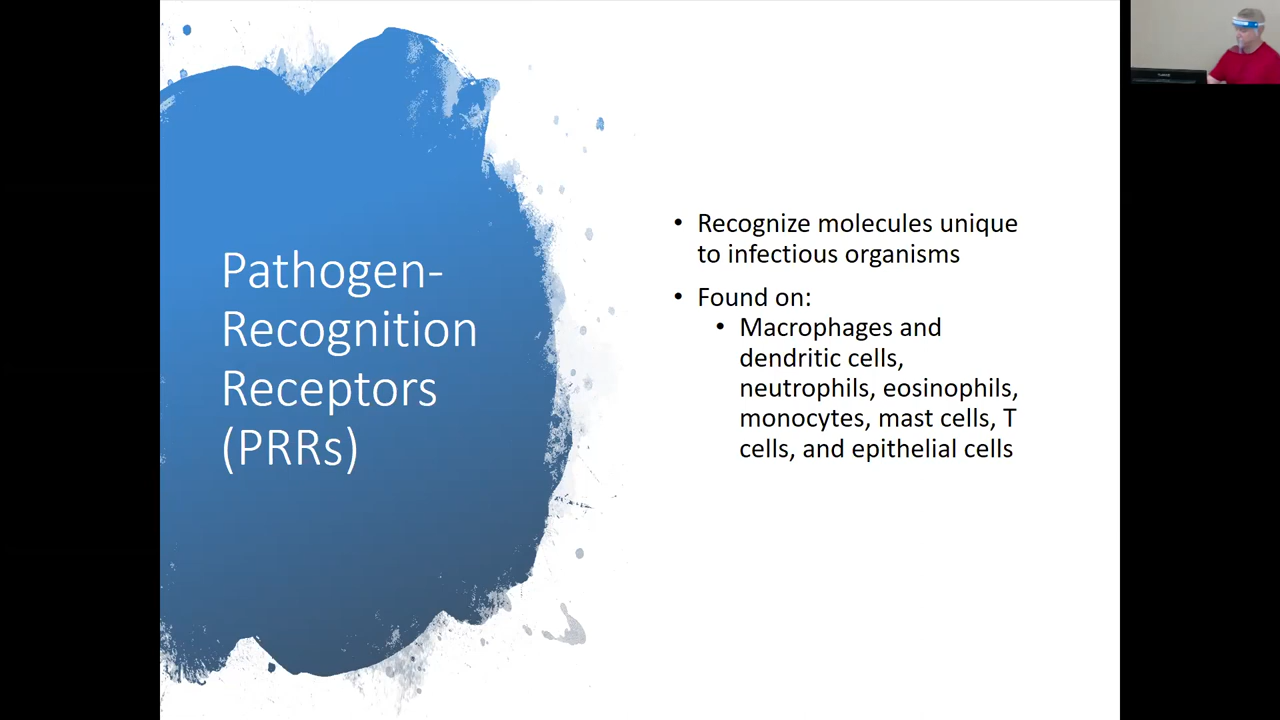 Pathogen-
Recognition
Receptors
(PRRs)
• Recognize molecules unique
to infectious organisms
• Found on:
• Macrophages and
dendritic cells,
neutrophils, eosinophils,
monocytes, mast cells, T
cells, and epithelial cells